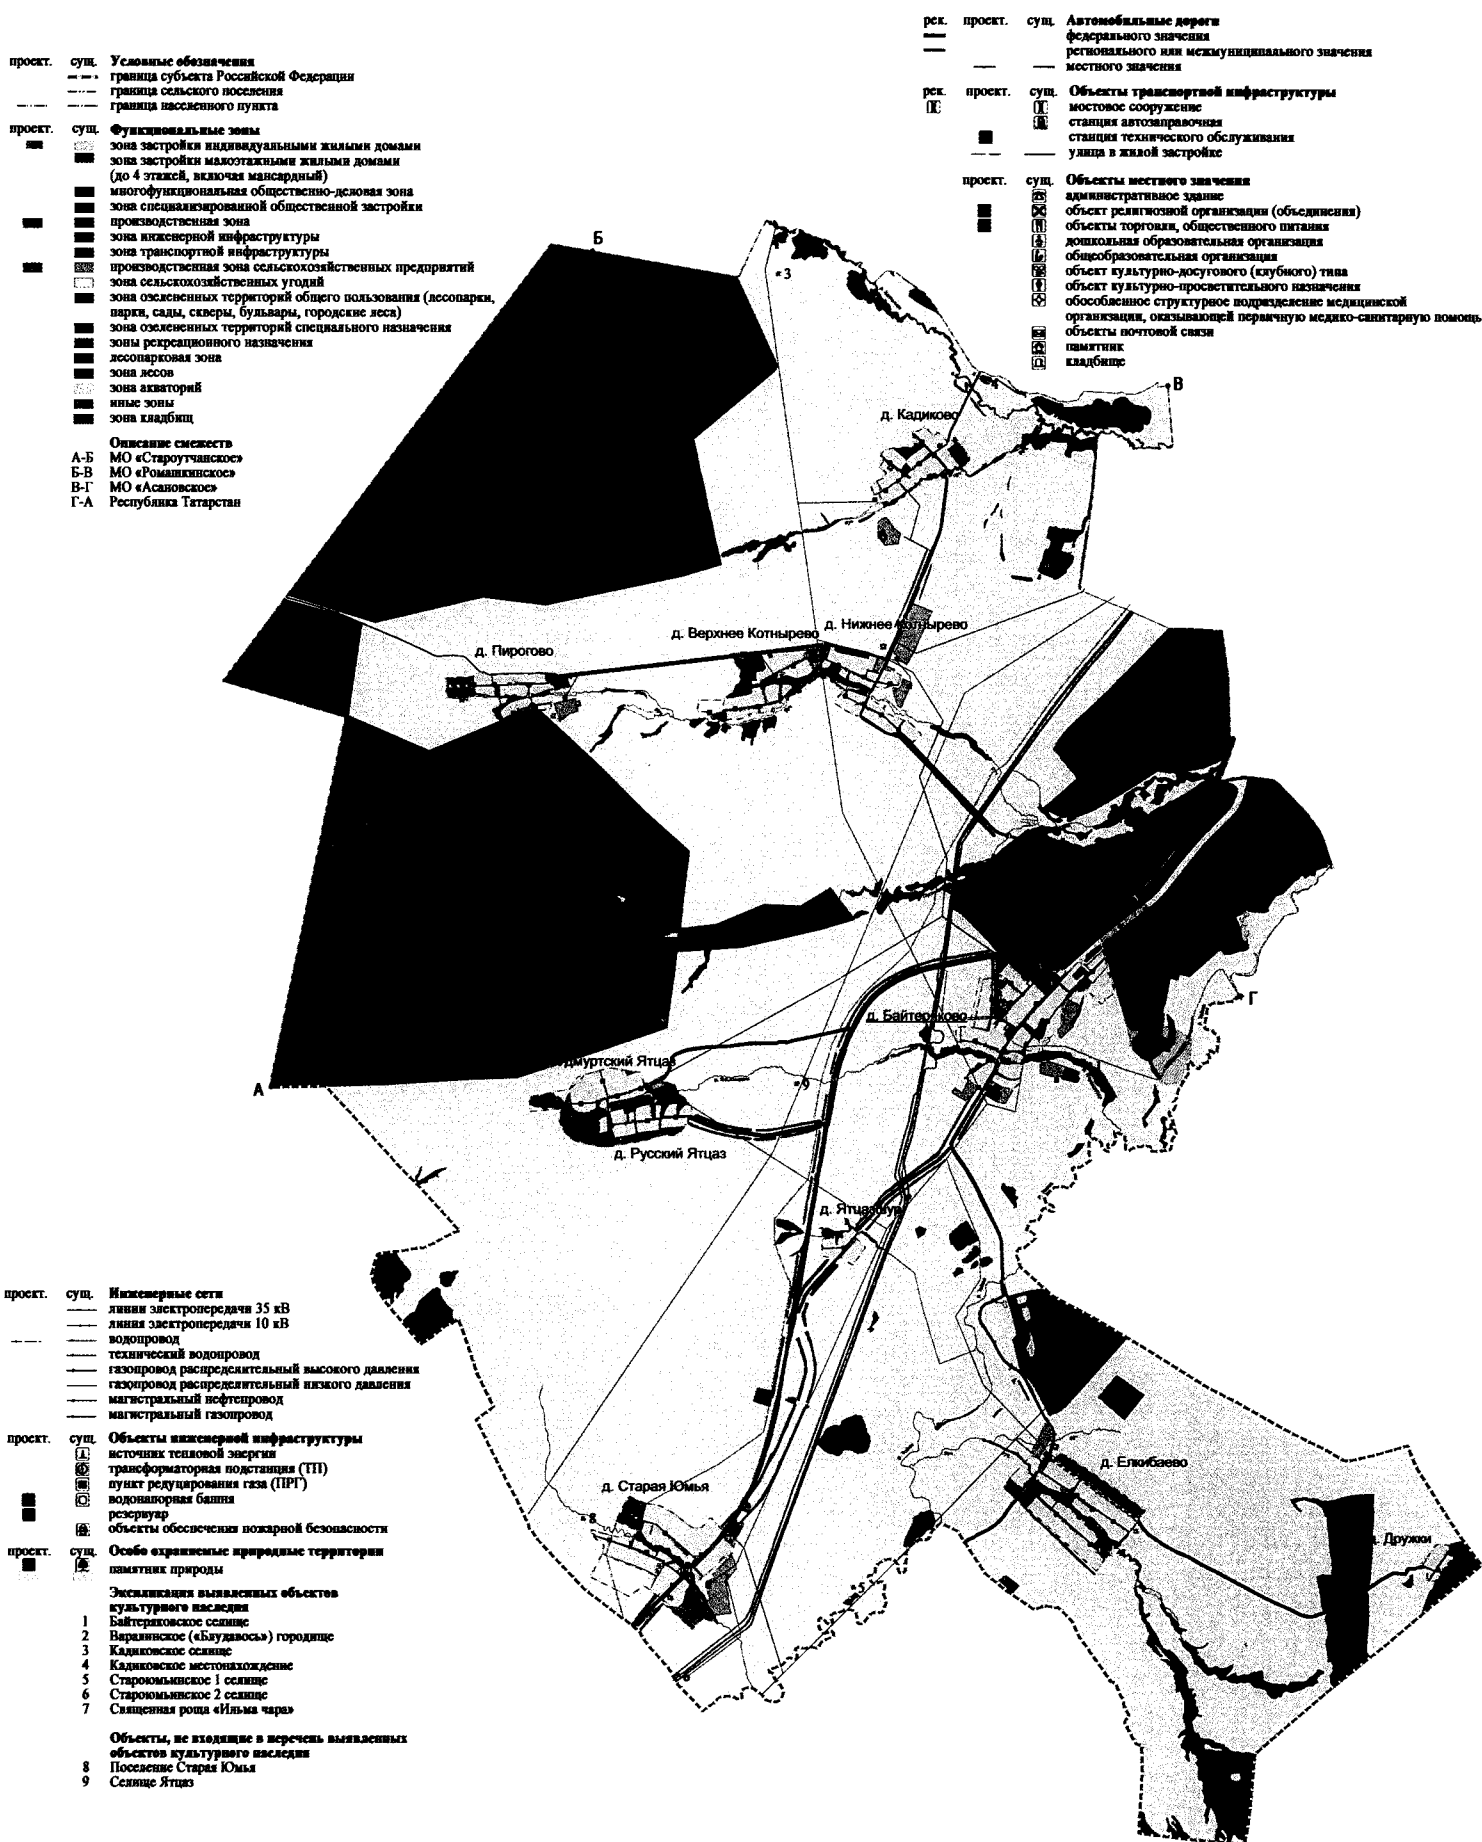 рек. проект. сущ. Автомобильные дороги
федерального значения
регионального или межмуниципального значения
местного значения
рек. проект. сущ. Объекты транспортной инфраструктуры
мостовое сооружение
станция автозаправочная
станция технического обслуживания
улица в жилой застройке
проект. сущ. Объекты местного значения
административное здание
объект религиозной организации (объединения)
объекты торговли, общественного питания
дошкольная образовательная организация
общеобразовательная организация
объект культурно-досугового (клубного) типа
объект культурно-просветительного назначения
обособленное структурное подразделение медицинской
организации, оказывающей первичную медико-санитарную помощь
объекты почтовой связи
памятник
кладбище
проект. сущ. Условные обозначения
граница субъекта Российской Федерации
граница сельского поселения
граница населенного пункта
проект. сущ. Функциональные зоны
зона застройки индивидуальными жилыми домами
зона застройки малоэтажными жилыми домами
(до 4 этажей, включая мансардный)
многофункциональная общественно-деловая зона
зона специализированной общественной застройки
производственная зона
зона инженерной инфраструктуры
зона транспортной инфраструктуры
производственная зона сельскохозяйственных предприятий
зона сельскохозяйственных угодий
зона озелененных территорий общего пользования (лесопарки,
парки, сады, скверы, бульвары, городские леса)
зона озелененных территорий специального назначения
зоны рекреационного назначения
лесопарковая зона
зона лесов
зона акваторий
иные зоны
зона кладбищ
Описание смежеств
А-Б МО «Староутчанское»
Б-В МО «Ромашкинское»
В-Г МО «Асановское»
Г-А Республика Татарстан
Б
3
В
4
д. Кадиково
д. Нижнее Котнырево
д. Верхнее Котнырево
д. Пирогово
Г
д. Байтеряково
А
дмуртский Ятцаз
9
д. Русский Ятцаз
д. Ятцазшур
д. Елкибаево
д. Старая Юмья
8
д. Дружки
5
6
проект. сущ. Инженерные сети
линии электропередачи 35 кВ
линия электропередачи 10 кВ
водопровод
технический водопровод
газопровод распределительный высокого давления
газопровод распределительный низкого давления
магистральный нефтепровод
магистральный газопровод
проект. сущ. Объекты инженерной инфраструктуры
источник тепловой энергии
трансформаторная подстанция (ТП)
пункт редуцирования газа (ПРГ)
водонапорная башня
резервуар
объекты обеспечения пожарной безопасности
проект. сущ. Особо охраняемые природные территории
памятник природы
Экспликация выявленных объектов
культурного наследия
1 Байтеряковское селище
2 Варалинское («Блудавось») городище
3 Кадиковское селище
4 Кадиковское местонахождение
5 Староюмьинское 1 селище
6 Староюмьинское 2 селище
7 Священная роща «Ильма чара»
Объекты, не входящие в перечень выявленных
объектов культурного наследия
8 Поселение Старая Юмья
9 Селище Ятцаз